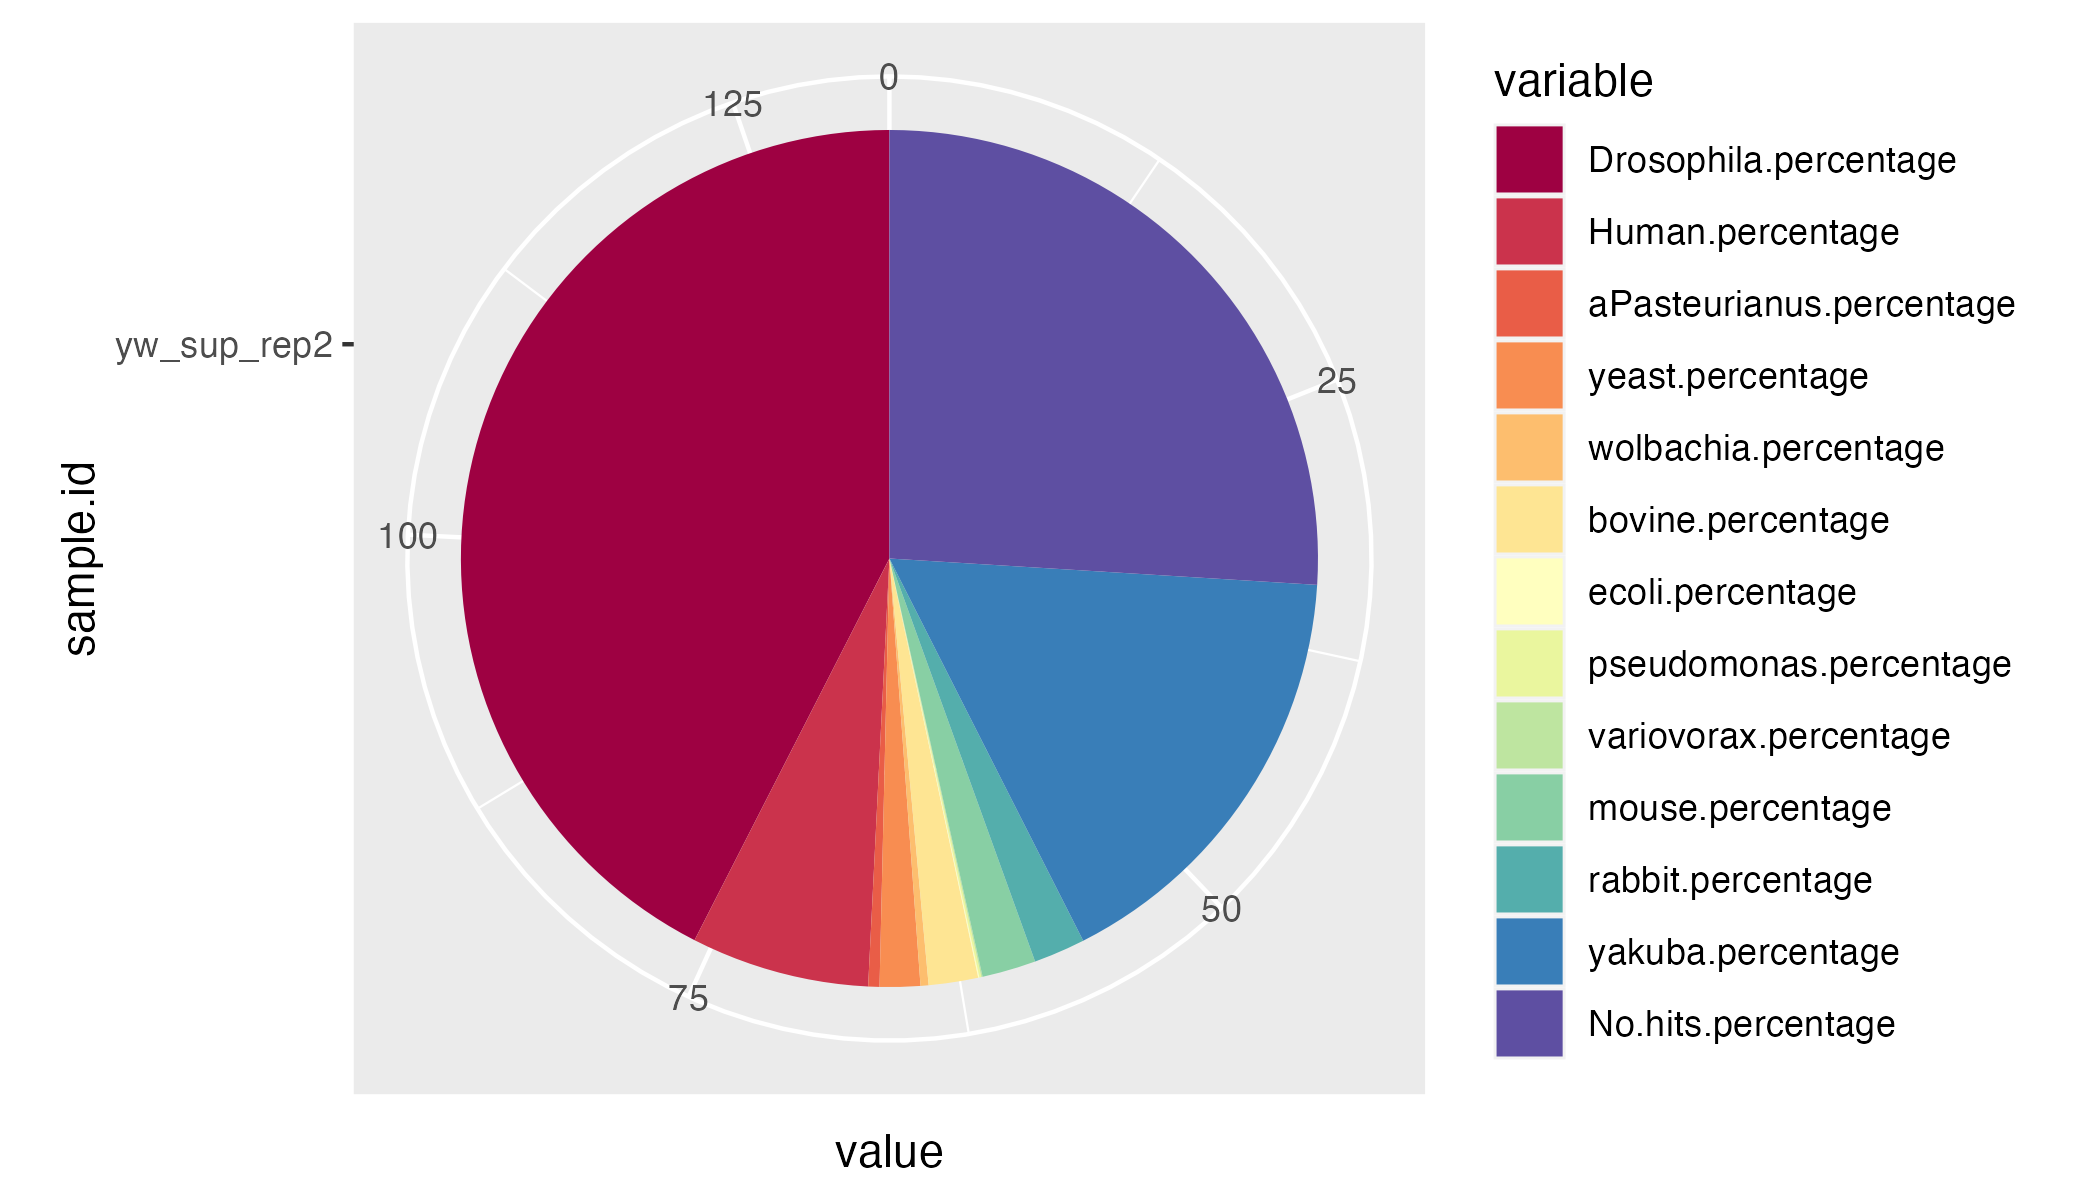 0
125
25
100
50
75
yw_sup_rep2
sample.id
value
variable
Drosophila.percentage
Human.percentage
aPasteurianus.percentage
yeast.percentage
wolbachia.percentage
bovine.percentage
ecoli.percentage
pseudomonas.percentage
variovorax.percentage
mouse.percentage
rabbit.percentage
yakuba.percentage
No.hits.percentage